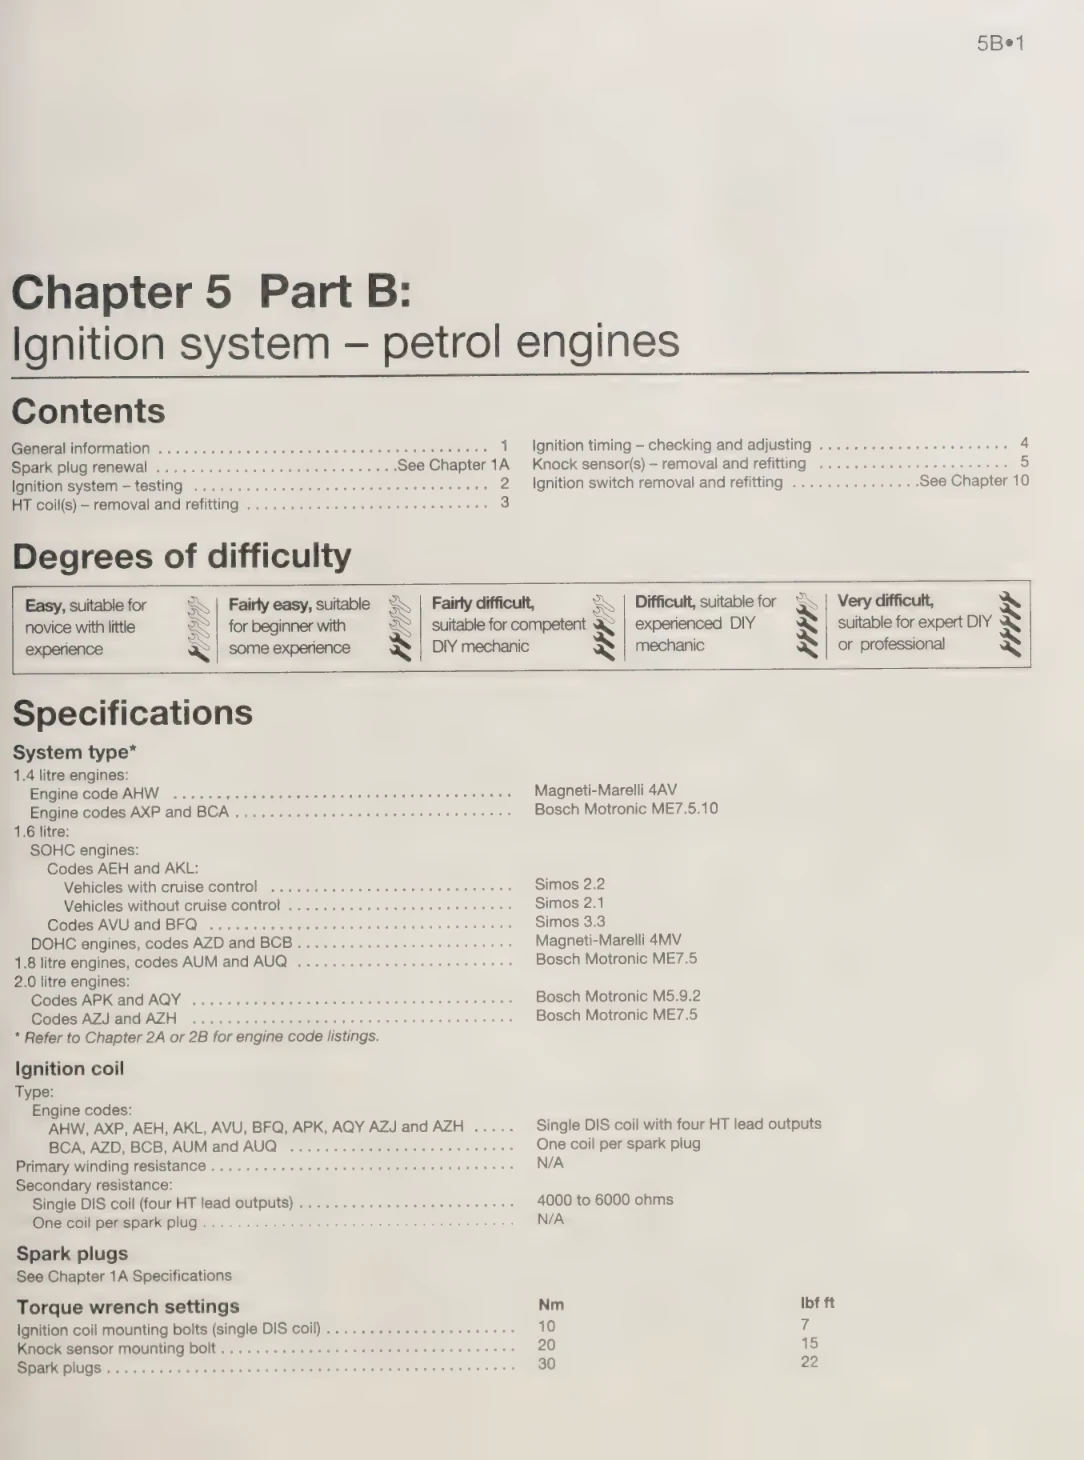 5B•1
Chapter 5 Part B:
Ignition system – petrol engines
Contents
General information . . . . . . . . . . . . . . . . . . . . . . . . . . . . . . . . . . . . . . . 1
Spark plug renewal . . . . . . . . . . . . . . . . . . . . . . . . . . . . .See Chapter 1A
Ignition system – testing . . . . . . . . . . . . . . . . . . . . . . . . . . . . . . . . . . 2
HT coil(s) – removal and refitting . . . . . . . . . . . . . . . . . . . . . . . . . . . . 3
Ignition timing – checking and adjusting . . . . . . . . . . . . . . . . . . . . . . 4
Knock sensor(s) – removal and refitting . . . . . . . . . . . . . . . . . . . . . . 5
Ignition switch removal and refitting . . . . . . . . . . . . . . .See Chapter 10
Degrees of difficulty
Easy, suitable for
novice with little
experience
Fairly easy, suitable
for beginner with
some experience
Fairly difficult,
suitable for competent
DIY mechanic
Difficult, suitable for
experienced DIY
mechanic
Very difficult,
suitable for expert DIY
or professional
Specifications
System type*
1.4 litre engines:
Engine code AHW . . . . . . . . . . . . . . . . . . . . . . . . . . . . . . . . . . . . . . . Magneti-Marelli 4AV
Engine codes AXP and BCA . . . . . . . . . . . . . . . . . . . . . . . . . . . . . . . . Bosch Motronic ME7.5.10
1.6 litre:
SOHC engines:
Codes AEH and AKL:
Vehicles with cruise control . . . . . . . . . . . . . . . . . . . . . . . . . . . . Simos 2.2
Vehicles without cruise control . . . . . . . . . . . . . . . . . . . . . . . . . . Simos 2.1
Codes AVU and BFQ . . . . . . . . . . . . . . . . . . . . . . . . . . . . . . . . . . . Simos 3.3
DOHC engines, codes AZD and BCB . . . . . . . . . . . . . . . . . . . . . . . . . Magneti-Marelli 4MV
1.8 litre engines, codes AUM and AUQ . . . . . . . . . . . . . . . . . . . . . . . . . Bosch Motronic ME7.5
2.0 litre engines:
Codes APK and AQY . . . . . . . . . . . . . . . . . . . . . . . . . . . . . . . . . . . . . Bosch Motronic M5.9.2
Codes AZJ and AZH . . . . . . . . . . . . . . . . . . . . . . . . . . . . . . . . . . . . . Bosch Motronic ME7.5
* Refer to Chapter 2A or 2B for engine code listings.
Ignition coil
Type:
Engine codes:
AHW, AXP, AEH, AKL, AVU, BFQ, APK, AQY AZJ and AZH . . . . . Single DIS coil with four HT lead outputs
BCA, AZD, BCB, AUM and AUQ . . . . . . . . . . . . . . . . . . . . . . . . . . One coil per spark plug
Primary winding resistance . . . . . . . . . . . . . . . . . . . . . . . . . . . . . . . . . . . N/A
Secondary resistance:
Single DIS coil (four HT lead outputs) . . . . . . . . . . . . . . . . . . . . . . . . . 4000 to 6000 ohms
One coil per spark plug . . . . . . . . . . . . . . . . . . . . . . . . . . . . . . . . . . . . N/A
Spark plugs
See Chapter 1A Specifications
Torque wrench settings Nm lbf ft
Ignition coil mounting bolts (single DIS coil) . . . . . . . . . . . . . . . . . . . . . . 10 7
Knock sensor mounting bolt . . . . . . . . . . . . . . . . . . . . . . . . . . . . . . . . . . 20 15
Spark plugs . . . . . . . . . . . . . . . . . . . . . . . . . . . . . . . . . . . . . . . . . . . . . . . 30 22